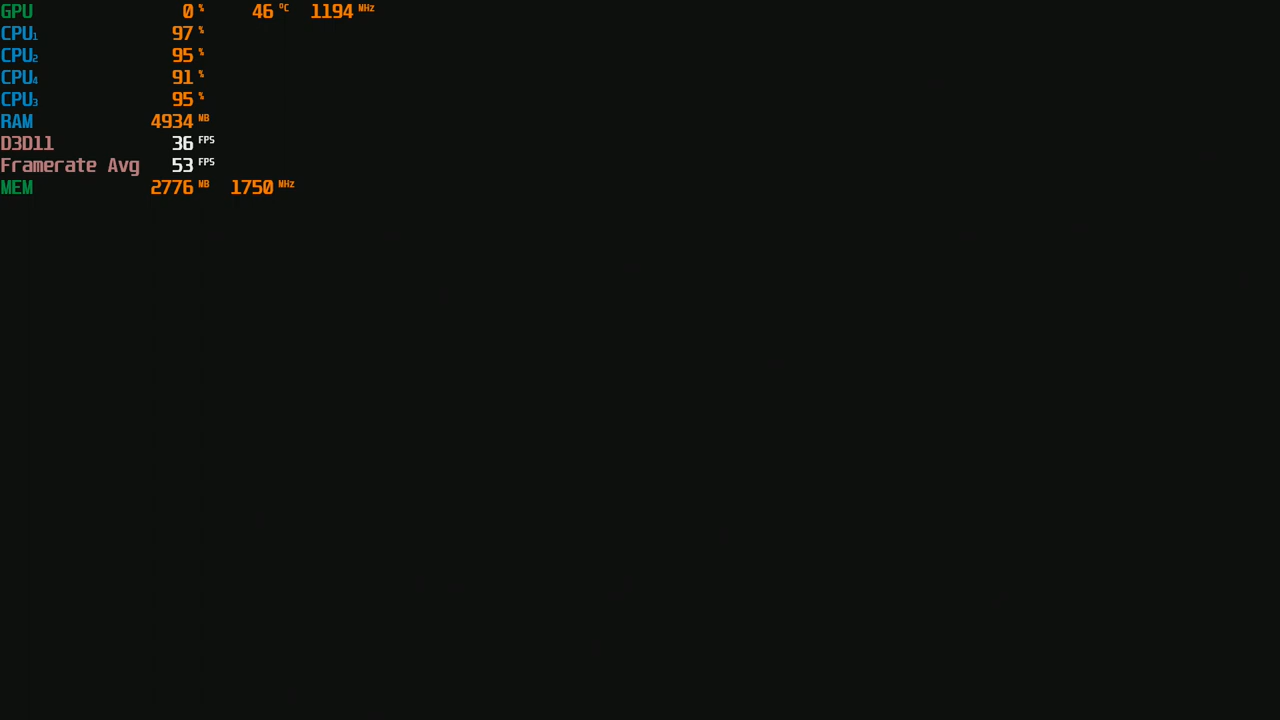 GPU 0 % 46 °C 1194 MHz
CPU1 97 %
CPU2 95 %
CPU4 91 %
CPU3 95 %
RAM 4934 MB
D3D11 36 FPS
Framerate Avg 53 FPS
MEM 2776 MB 1750 MHz